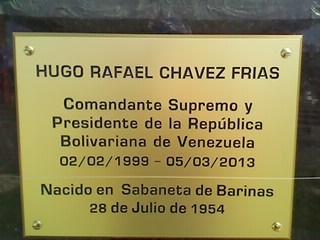 HUGO RAFAEL CHAVEZ FRIAS
Comandante Supremo y
Presidente de la República
Bolivariana de Venezuela
02/02/1999 - 05/03/2013
Nacido en Sabaneta de Barinas
28 de Julio de 1954